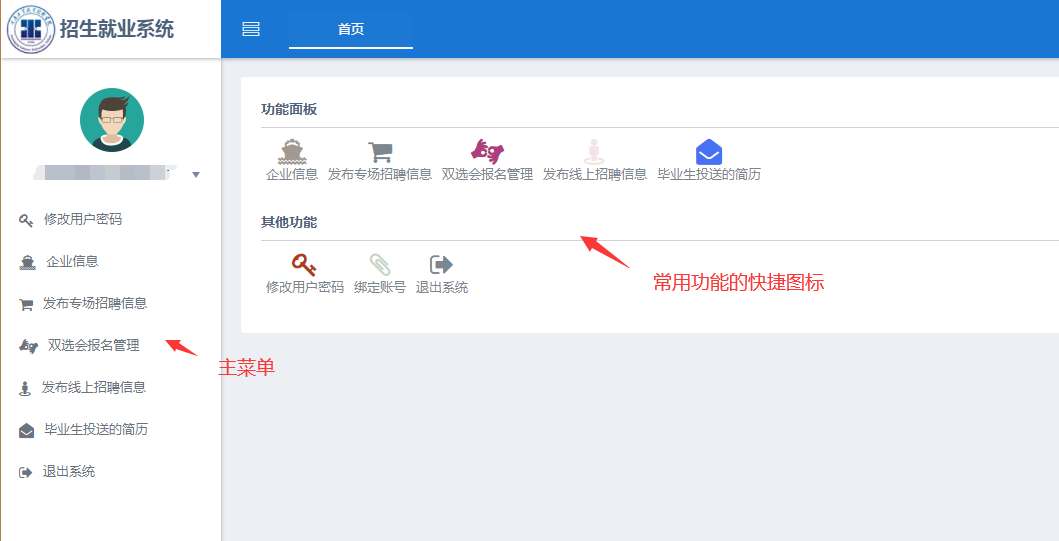 招生就业系统
首页
修改用户密码
企业信息
发布专场招聘信息
双选会报名管理
发布线上招聘信息
毕业生投送的简历
退出系统
功能面板
企业信息 发布专场招聘信息 双选会报名管理 发布线上招聘信息 毕业生投送的简历
其他功能
修改用户密码 绑定账号 退出系统
常用功能的快捷图标
主菜单